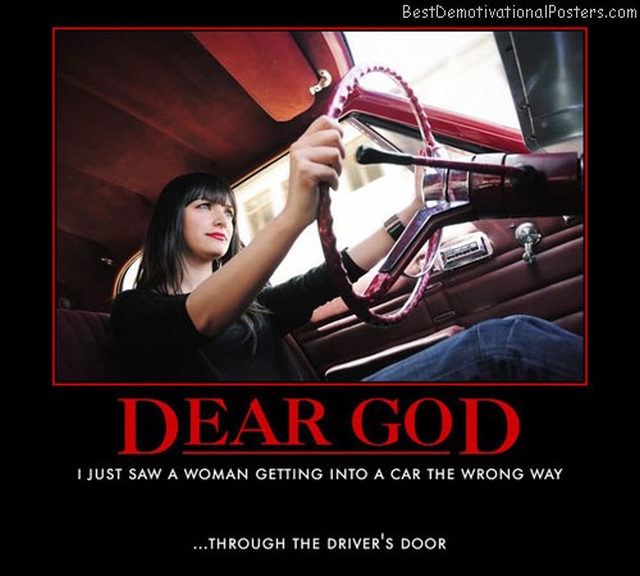 BestDemotivationalPosters.com
DEAR GOD
I JUST SAW A WOMAN GETTING INTO A CAR THE WRONG WAY
...THROUGH THE DRIVER'S DOOR